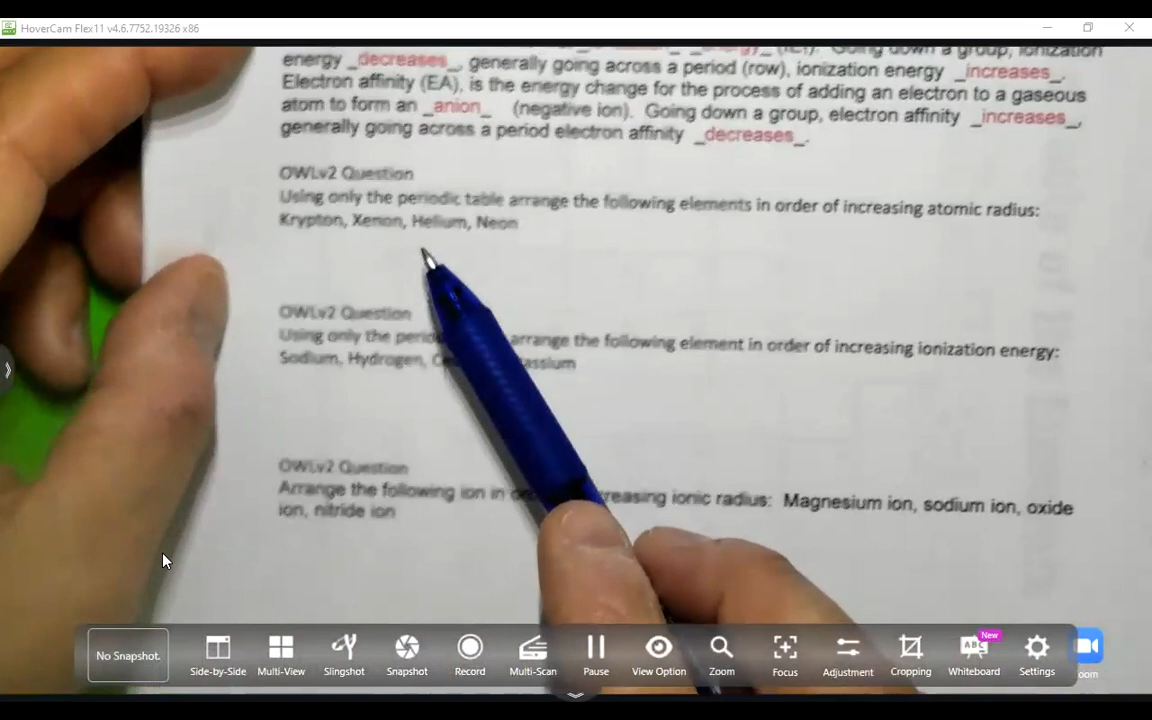 HoverCam Flex11 v4.6.7752.19326 x86
Going down a group, ionization
energy _decreases_, generally going across a period (row), ionization energy _increases_.
Electron affinity (EA), is the energy change for the process of adding an electron to a gaseous
atom to form an _anion_ (negative ion). Going down a group, electron affinity _increases_,
generally going across a period electron affinity _decreases_.
OWLv2 Question
Using only the periodic table arrange the following elements in order of increasing atomic radius:
Krypton, Xenon, Helium, Neon
OWLv2 Question
Using only the arrange the following element in order of increasing ionization energy:
Sodium, Hydrogen,
OWLv2 Question
Arrange the following ion in ionic radius: Magnesium ion, sodium ion, oxide
ion, nitride ion
No Snapshot.
Side-by-Side
Multi-View
Slingshot
Snapshot
Record
Multi-Scan
Pause
View Option
Zoom
Focus
Adjustment
Cropping
New
ABC
Whiteboard
Settings
oom